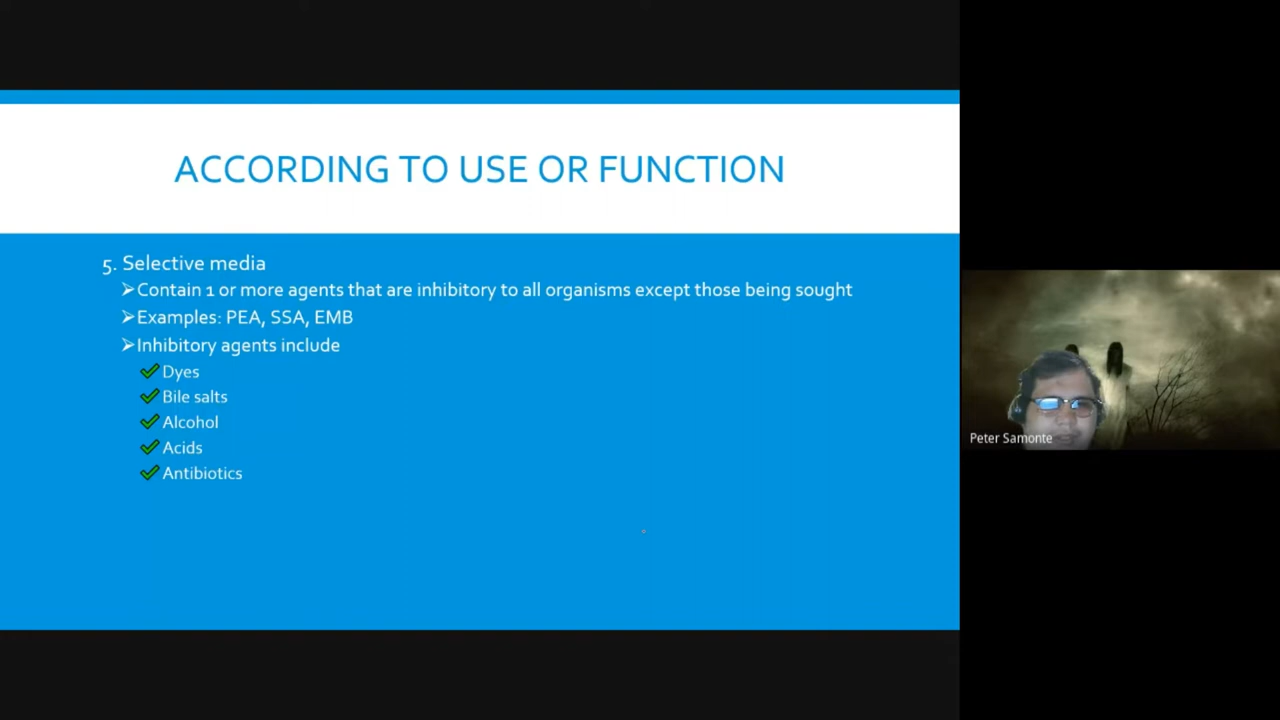 ACCORDING TO USE OR FUNCTION
5. Selective media
Contain 1 or more agents that are inhibitory to all organisms except those being sought
Examples: PEA, SSA, EMB
Inhibitory agents include
Dyes
Bile salts
Alcohol
Acids
Antibiotics
Peter Samonte